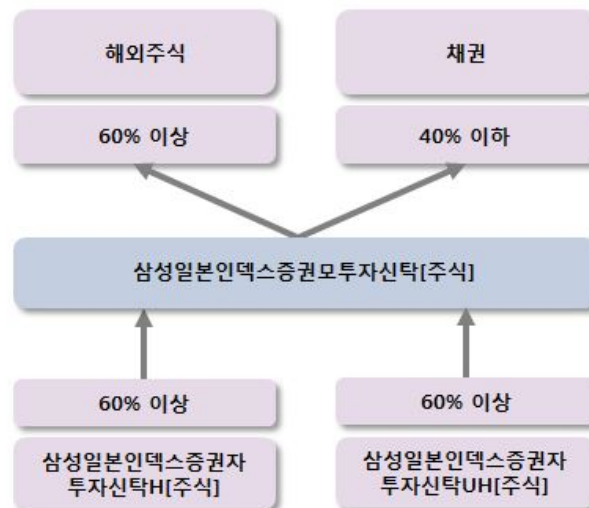 해외주식
채권
60% 이상
40% 이하
삼성일본인덱스증권모투자신탁[주식]
60% 이상
60% 이상
삼성일본인덱스증권자
투자신탁H[주식]
삼성일본인덱스증권자
투자신탁UH[주식]